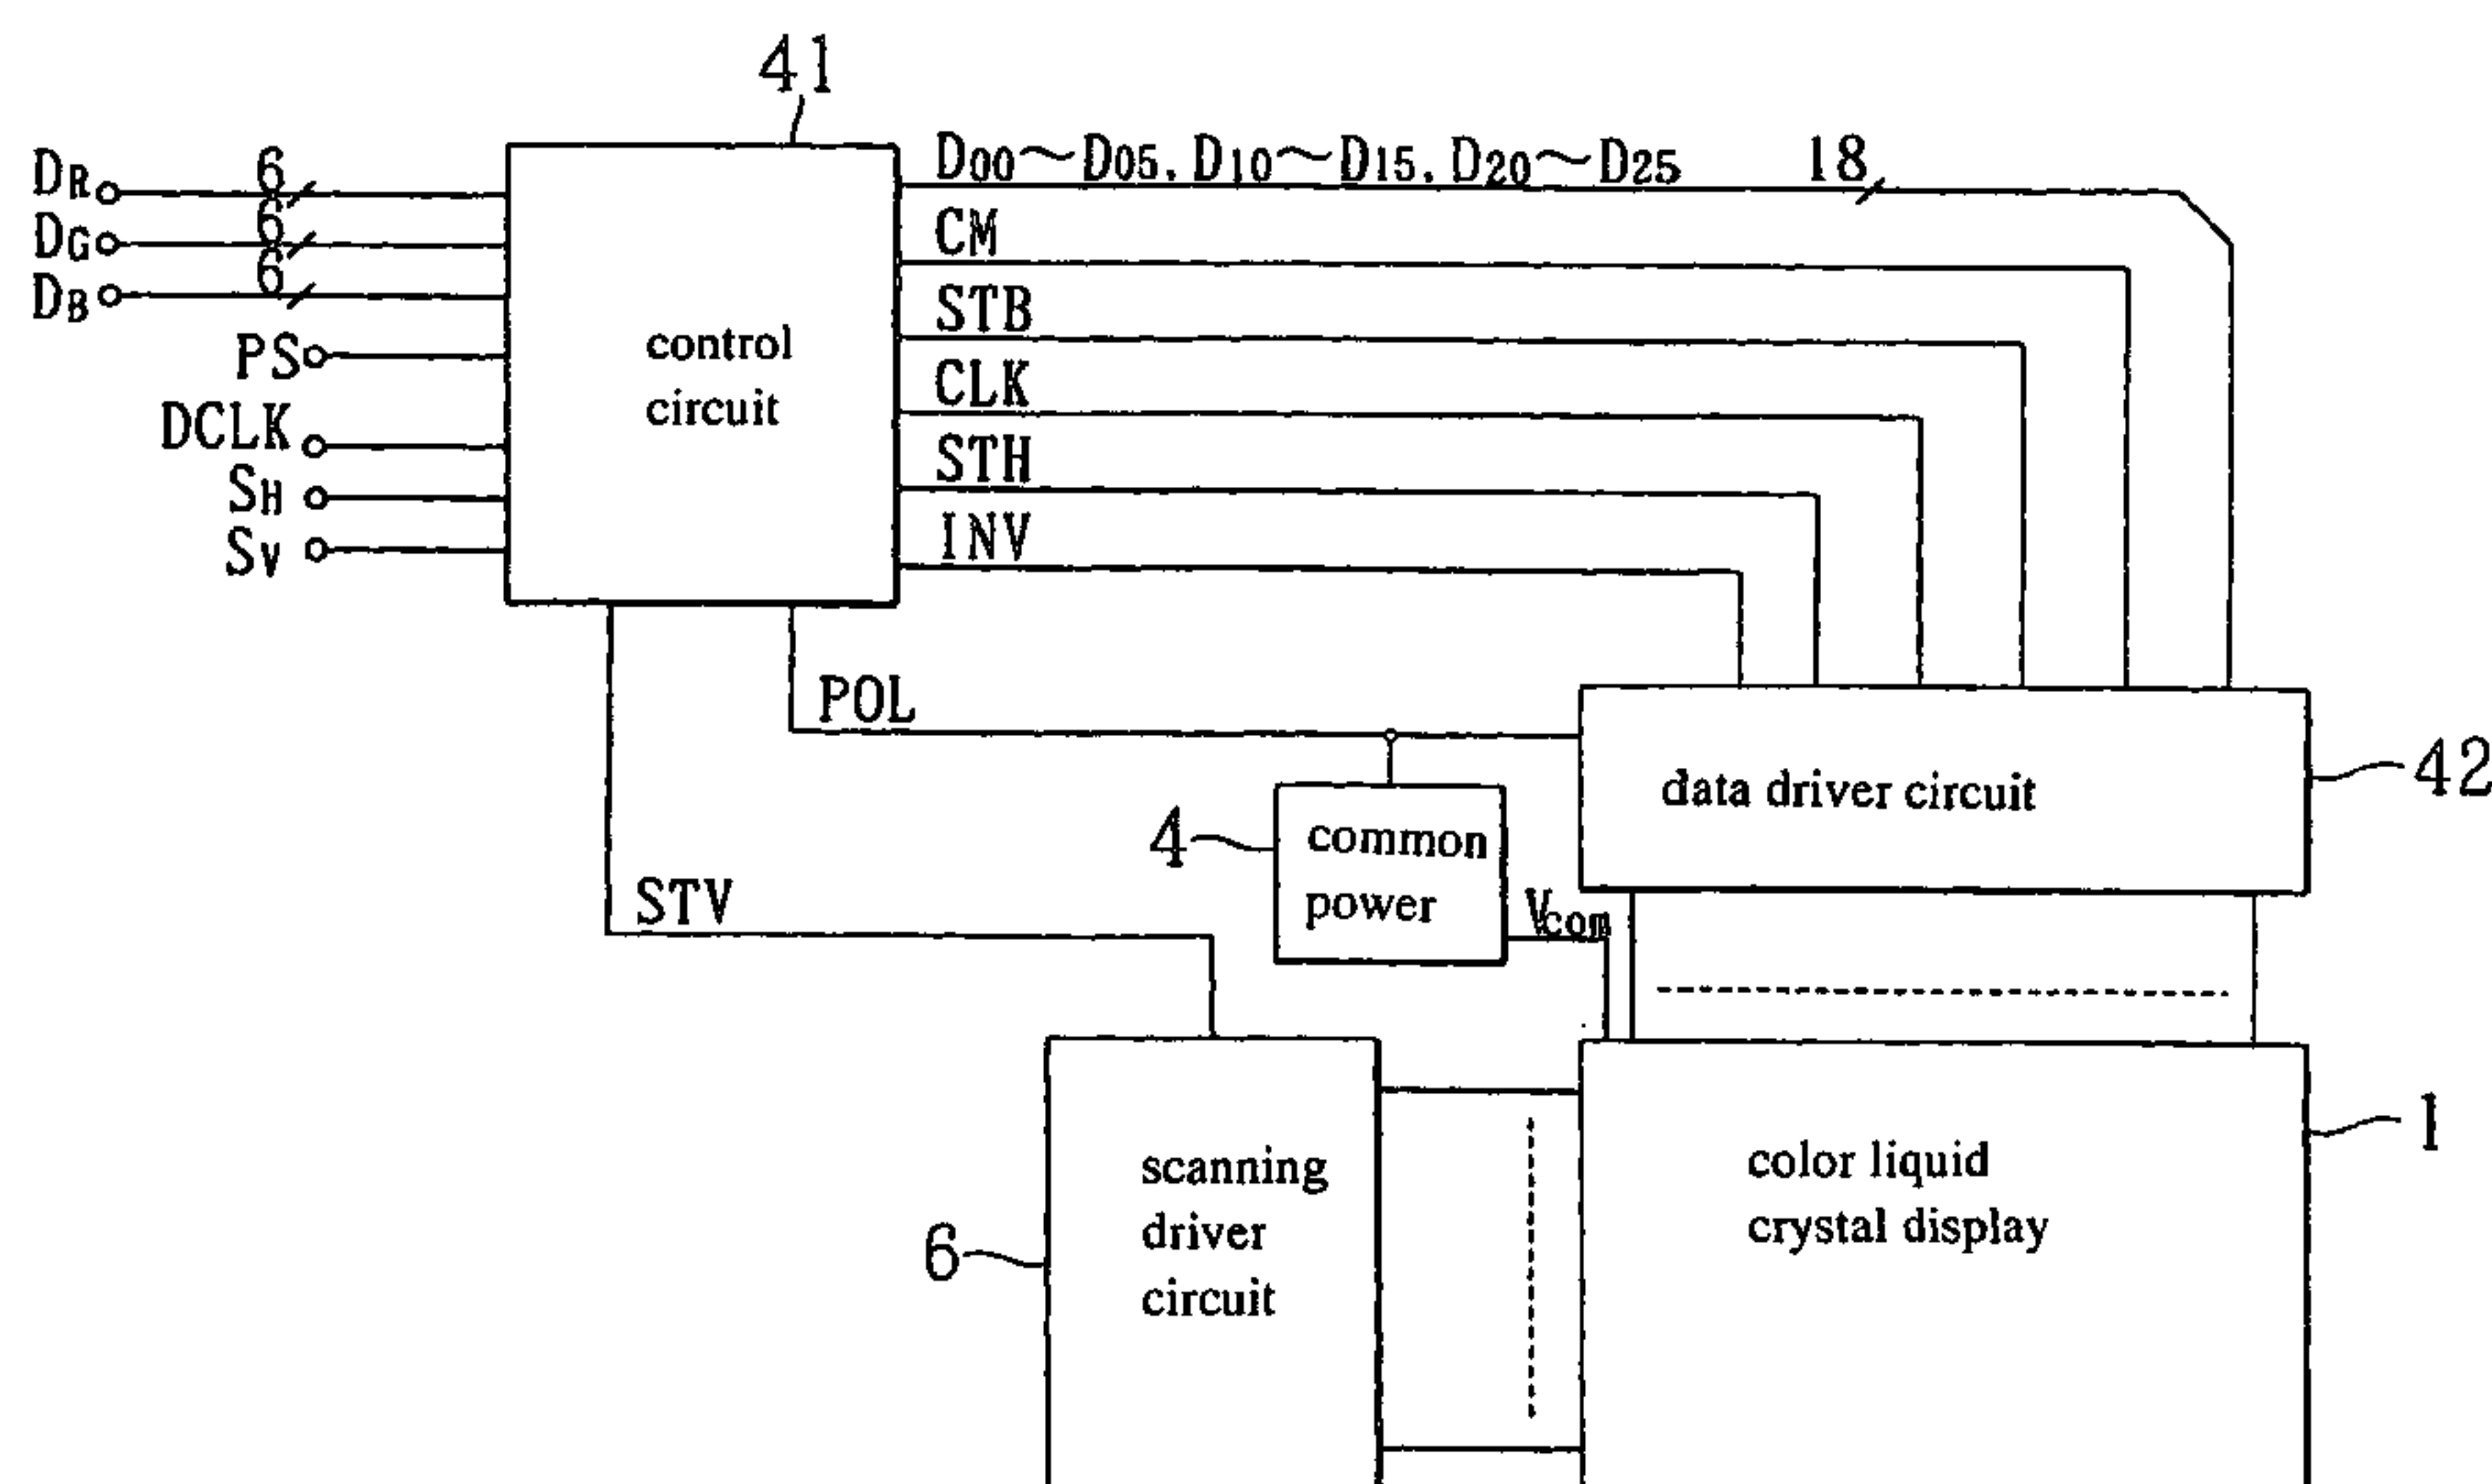 41
DR
6
DG
6
DB
6
PS
DCLK
SH
SV
control
circuit
D00~D05, D10~D15, D20~D25
18
CM
STB
CLK
STH
INV
POL
STV
4
common
power
Vcom
data driver circuit
42
6
scanning
driver
circuit
color liquid
crystal display
1